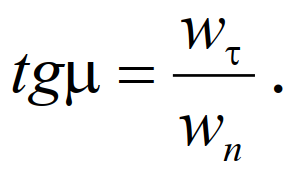 tgμ = w_τ / w_n .